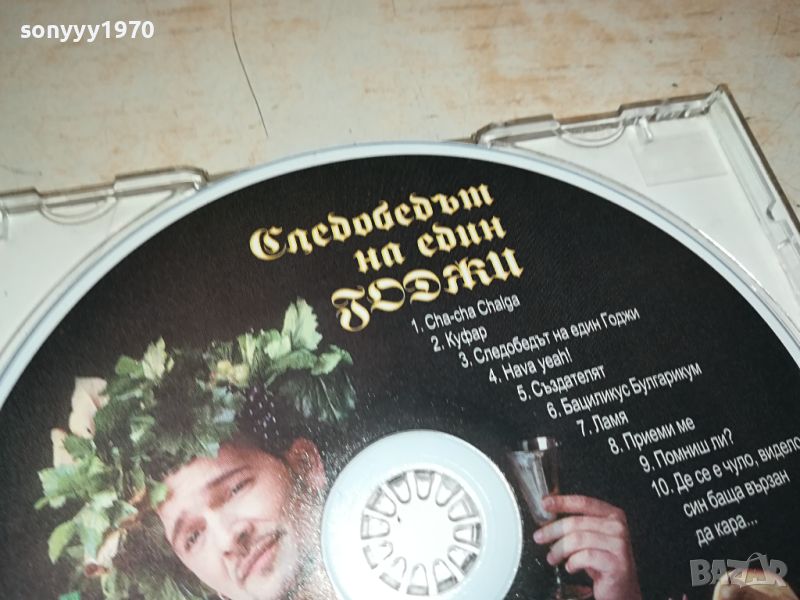 sonyyy1970
Следобедът
на един
ГОДЖИ
1. Cha-cha Chalga
2. Куфар
3. Следобедът на един Годжи
4. Hava yeah!
5. Създателят
6. Бациликус Булгарикум
7. Ламя
8. Приеми ме
9. Помниш ли?
10. Де се е чуло, видело
син баща вързан
да кара...
BAZAR